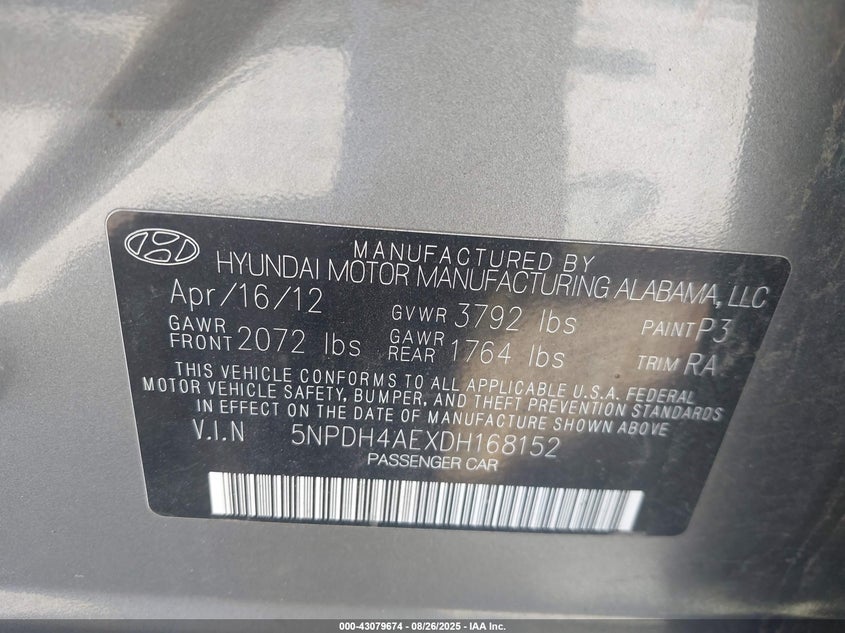 MANUFACTURED BY
HYUNDAI MOTOR MANUFACTURING ALABAMA, LLC
Apr/16/12 GVWR 3792 lbs PAINT P3
GAWR FRONT 2072 lbs GAWR REAR 1764 lbs TRIM RA
THIS VEHICLE CONFORMS TO ALL APPLICABLE U.S.A. FEDERAL
MOTOR VEHICLE SAFETY, BUMPER, AND THEFT PREVENTION STANDARDS
IN EFFECT ON THE DATE OF MANUFACTURE SHOWN ABOVE
V.I.N 5NPDH4AEXDH168152
PASSENGER CAR
000-43079674 - 08/26/2025 - IAA Inc.